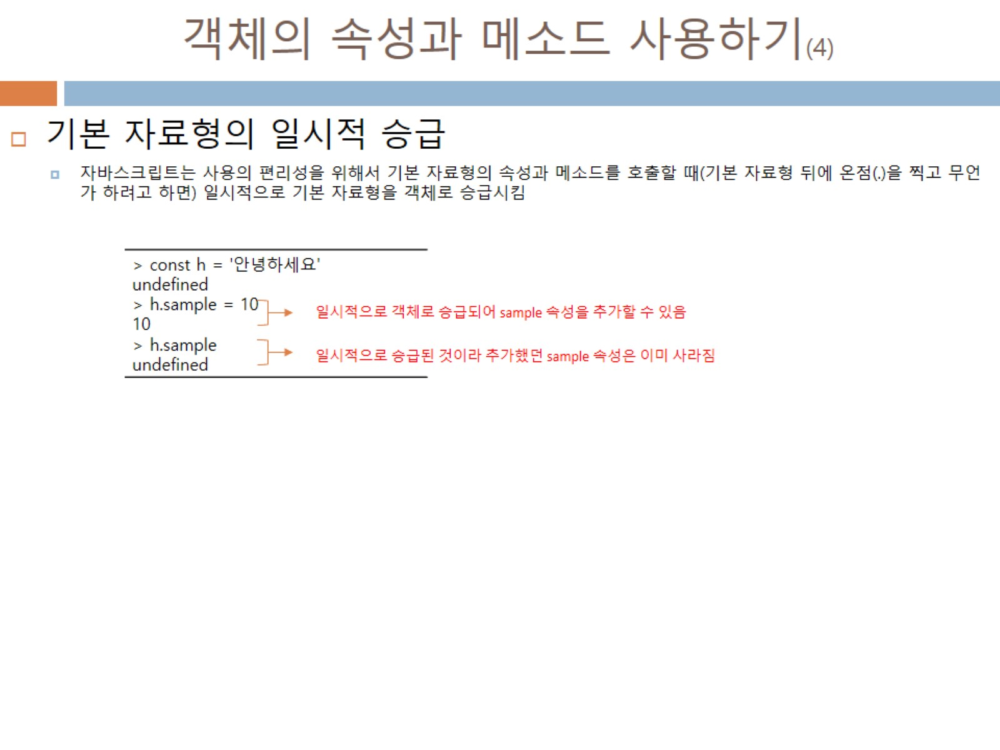 객체의 속성과 메소드 사용하기(4)
기본 자료형의 일시적 승급
자바스크립트는 사용의 편리성을 위해서 기본 자료형의 속성과 메소드를 호출할 때(기본 자료형 뒤에 온점(.)을 찍고 무언
가 하려고 하면) 일시적으로 기본 자료형을 객체로 승급시킴
> const h = '안녕하세요'
undefined
> h.sample = 10
일시적으로 객체로 승급되어 sample 속성을 추가할 수 있음
10
> h.sample
일시적으로 승급된 것이라 추가했던 sample 속성은 이미 사라짐
undefined